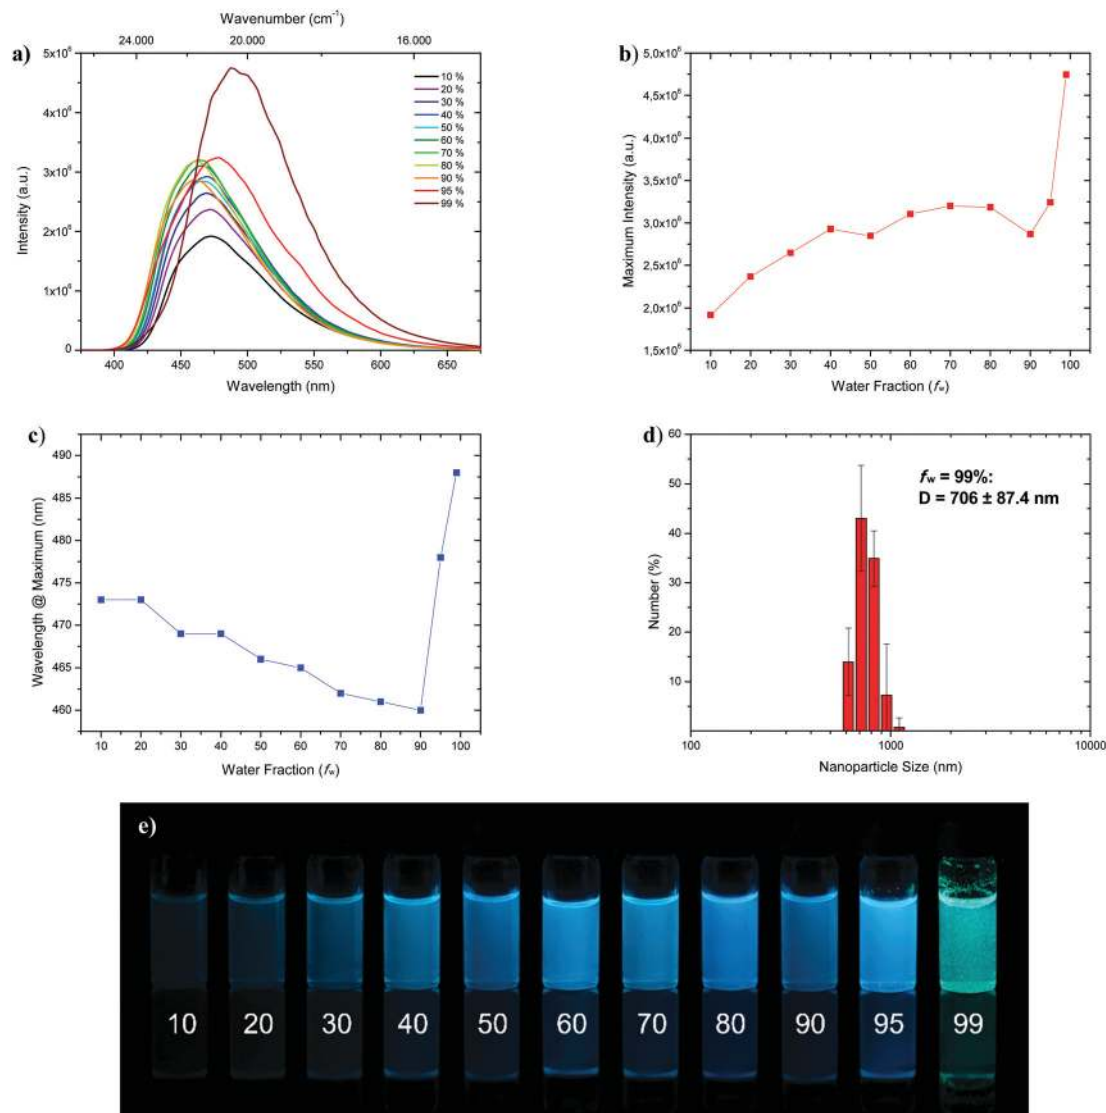 a)
Wavenumber (cm⁻¹)
24.000 20.000 16.000
5x10⁶
4x10⁶
3x10⁶
2x10⁶
1x10⁶
0
Intensity (a.u.)
10 %
20 %
30 %
40 %
50 %
60 %
70 %
80 %
90 %
95 %
99 %
400 450 500 550 600 650
Wavelength (nm)
b)
5,0x10⁶
4,5x10⁶
4,0x10⁶
3,5x10⁶
3,0x10⁶
2,5x10⁶
2,0x10⁶
1,5x10⁶
Maximum Intensity (a.u.)
10 20 30 40 50 60 70 80 90 100
Water Fraction (fw)
c)
490
485
480
475
470
465
460
Wavelength @ Maximum (nm)
10 20 30 40 50 60 70 80 90 100
Water Fraction (fw)
d)
60
50
40
30
20
10
Number (%)
fw = 99%:
D = 706 ± 87.4 nm
100 1000 10000
Nanoparticle Size (nm)
e)
10 20 30 40 50 60 70 80 90 95 99